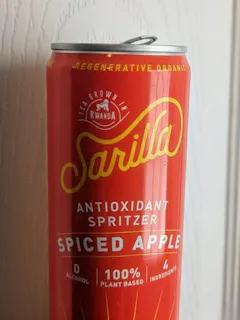 REGENERATIVE ORGANIC
TEA GROWN IN
RWANDA
Sarilla
ANTIOXIDANT
SPRITZER
SPICED APPLE
0 100% 4
ALCOHOL PLANT BASED INGREDIENTS